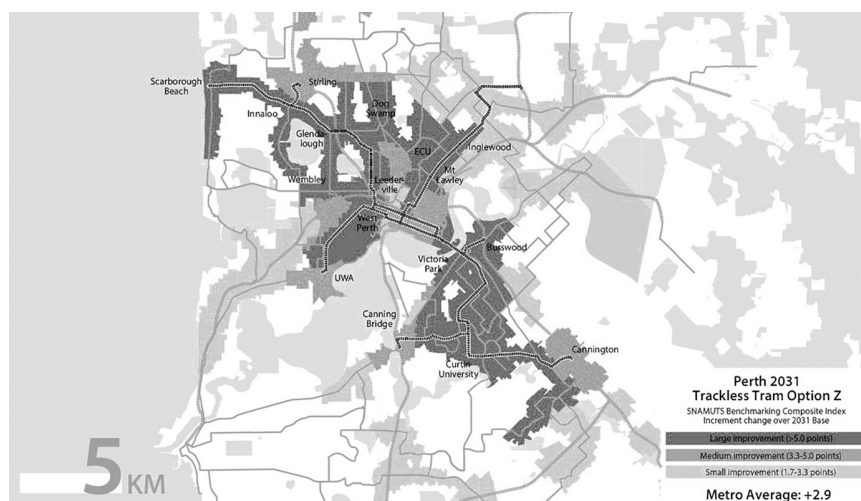 Scarborough
Beach
Stirling
Innaloo
Dog
Swamp
Glenda-
lough
ECU
Inglewood
Mt
Lawley
Wembley
Leeder-
ville
West
Perth
Burswood
Victoria
Park
UWA
Canning
Bridge
Cannington
Curtin
University
Perth 2031
Trackless Tram Option Z
SNAMUTS Benchmarking Composite Index
Increment change over 2031 Base
Large improvement (>5.0 points)
Medium improvement (3.3-5.0 points)
Small improvement (1.7-3.3 points)
Metro Average: +2.9
5 KM